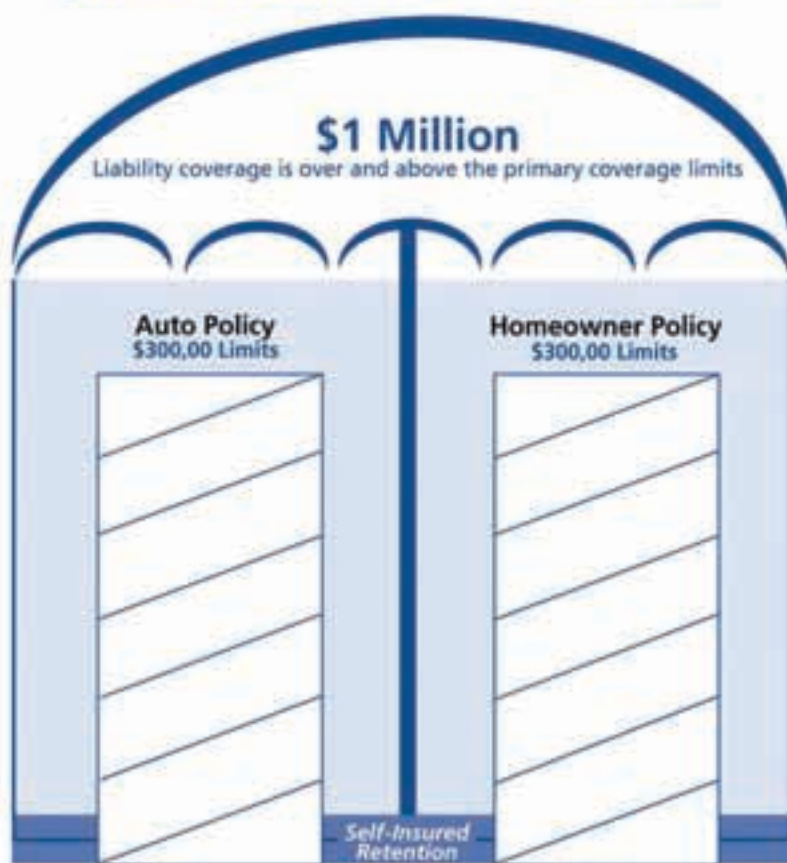 $1 Million
Liability coverage is over and above the primary coverage limits
Auto Policy
$300,00 Limits
Homeowner Policy
$300,00 Limits
Self-Insured
Retention